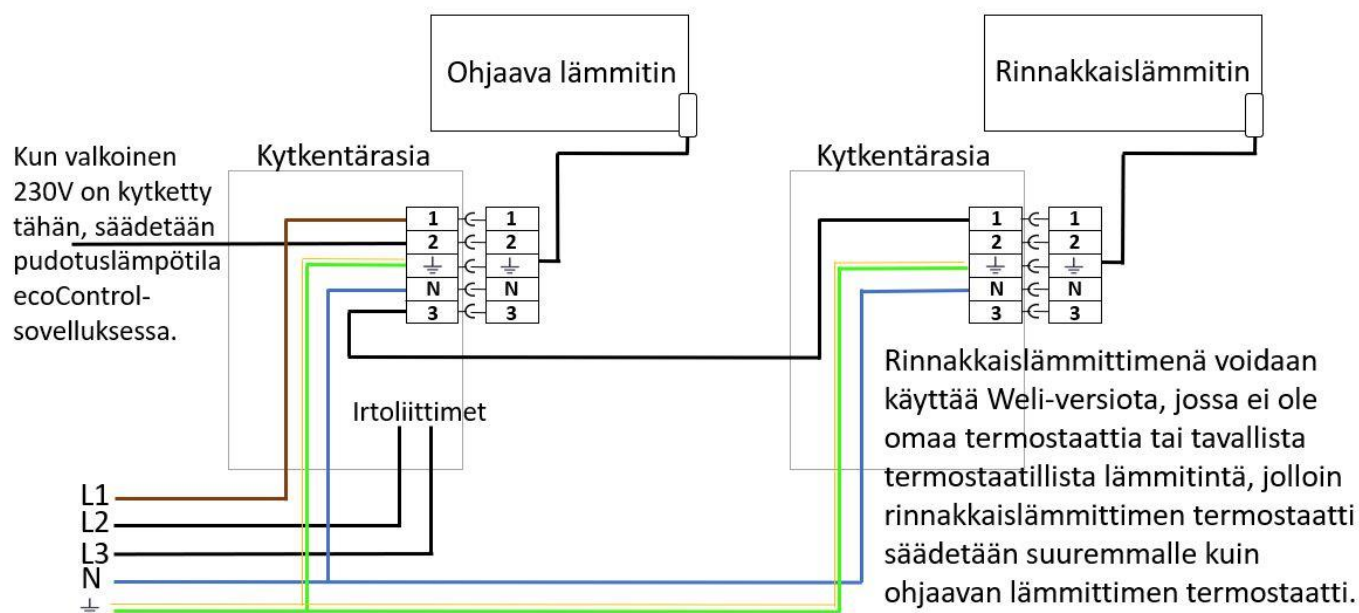 Ohjaava lämmitin
Rinnakkaislämmitin
Kun valkoinen
230V on kytketty
tähän, säädetään
pudotuslämpötila
ecoControl-
sovelluksessa.
Kytkentärasia
1
2
⏚
N
3
1
2
⏚
N
3
Kytkentärasia
1
2
⏚
N
3
1
2
⏚
N
3
Irtoliittimet
L1
L2
L3
N
⏚
Rinnakkaislämmittimenä voidaan
käyttää Weli-versiota, jossa ei ole
omaa termostaattia tai tavallista
termostaatillista lämmitintä, jolloin
rinnakkaislämmittimen termostaatti
säädetään suuremmalle kuin
ohjaavan lämmittimen termostaatti.